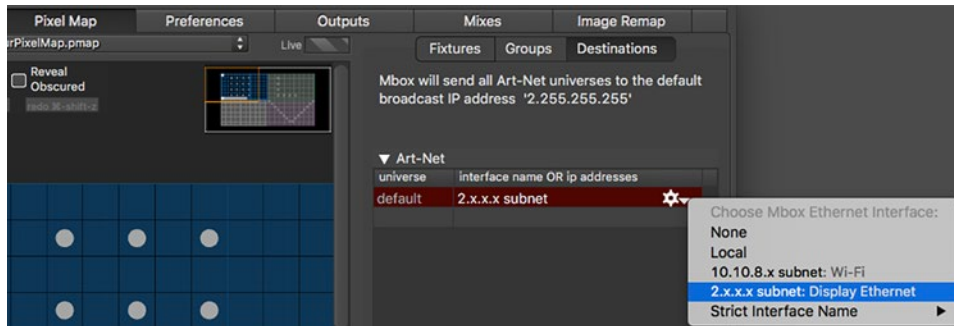 Pixel Map Preferences Outputs Mixes Image Remap
urPixelMap.pmap Live
Fixtures Groups Destinations
Reveal
Obscured
redo ⌘-shift-z
Mbox will send all Art-Net universes to the default
broadcast IP address '2.255.255.255'
▼ Art-Net
universe interface name OR ip addresses
default 2.x.x.x subnet
Choose Mbox Ethernet Interface:
None
Local
10.10.8.x subnet: Wi-Fi
2.x.x.x subnet: Display Ethernet
Strict Interface Name ▶